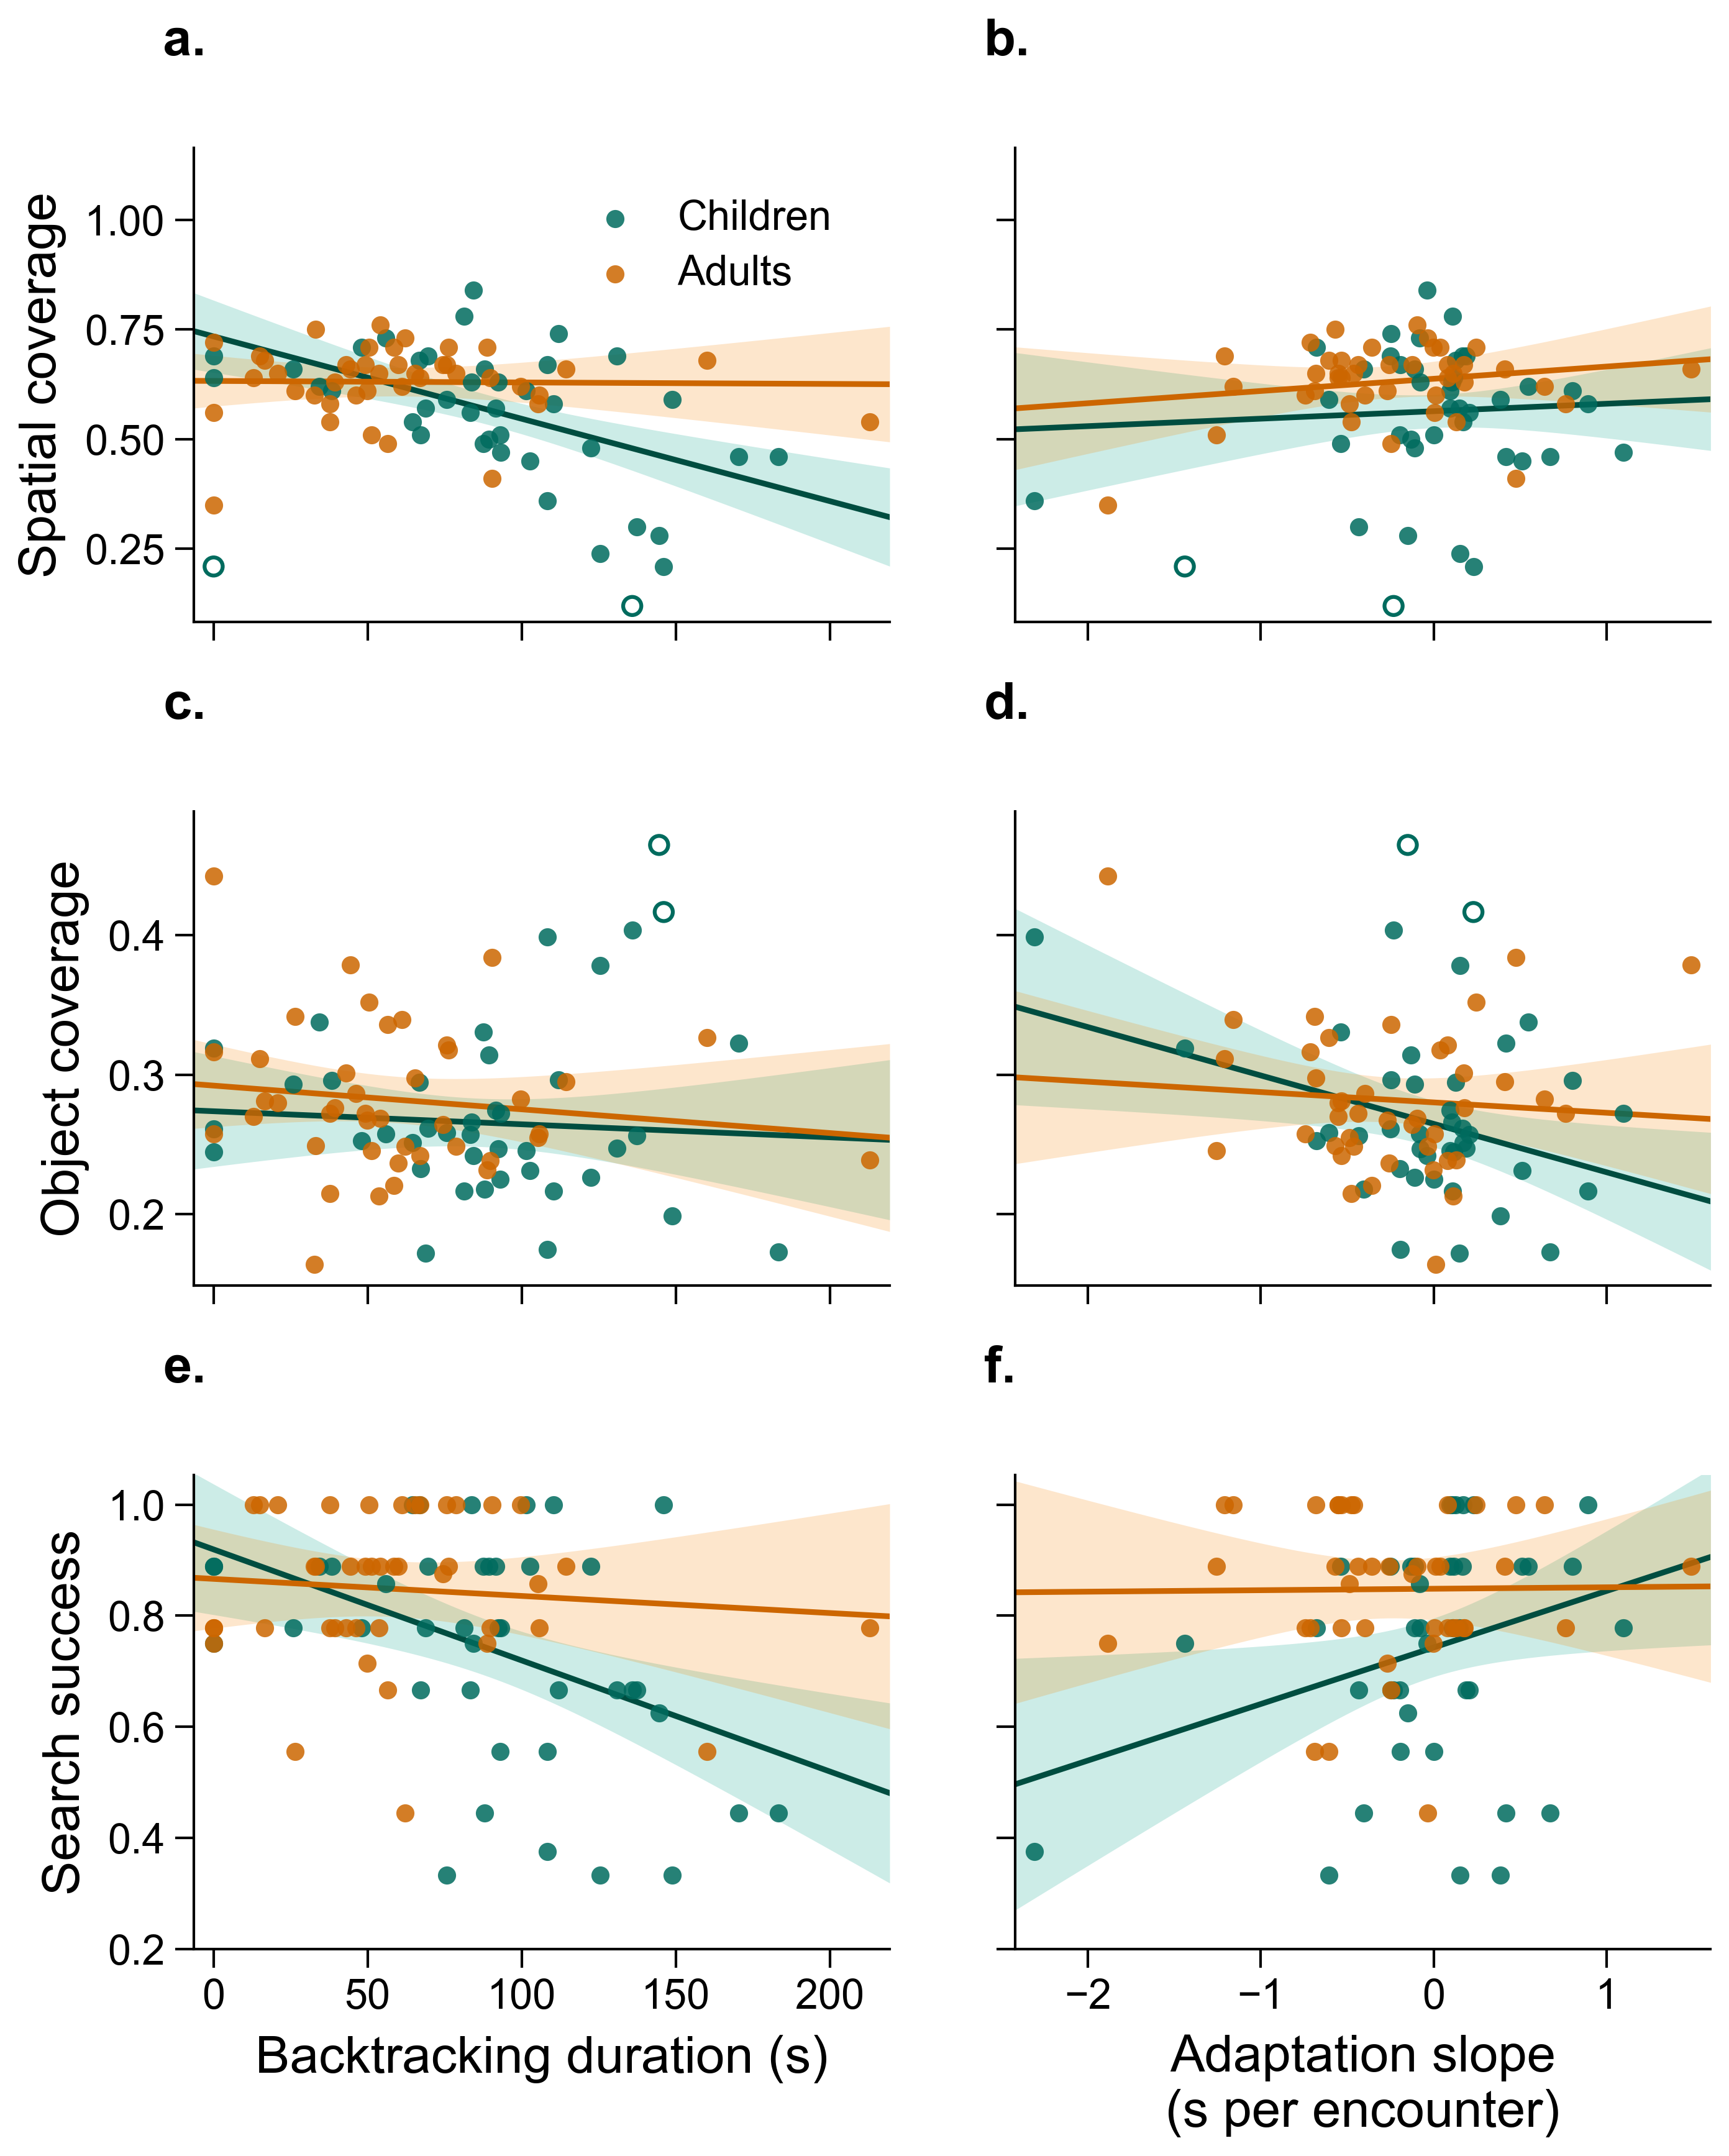 a.
b.
Spatial coverage
1.00
0.75
0.50
0.25
Children
Adults
c.
d.
Object coverage
0.4
0.3
0.2
e.
f.
Search success
1.0
0.8
0.6
0.4
0.2
0
50
100
150
200
−2
−1
0
1
Backtracking duration (s)
Adaptation slope
(s per encounter)